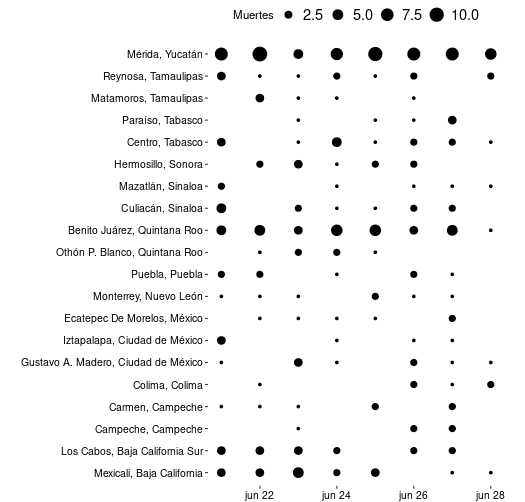 Muertes 2.5 5.0 7.5 10.0
Mérida, Yucatán
Reynosa, Tamaulipas
Matamoros, Tamaulipas
Paraíso, Tabasco
Centro, Tabasco
Hermosillo, Sonora
Mazatlán, Sinaloa
Culiacán, Sinaloa
Benito Juárez, Quintana Roo
Othón P. Blanco, Quintana Roo
Puebla, Puebla
Monterrey, Nuevo León
Ecatepec De Morelos, México
Iztapalapa, Ciudad de México
Gustavo A. Madero, Ciudad de México
Colima, Colima
Carmen, Campeche
Campeche, Campeche
Los Cabos, Baja California Sur
Mexicali, Baja California
jun 22 jun 24 jun 26 jun 28